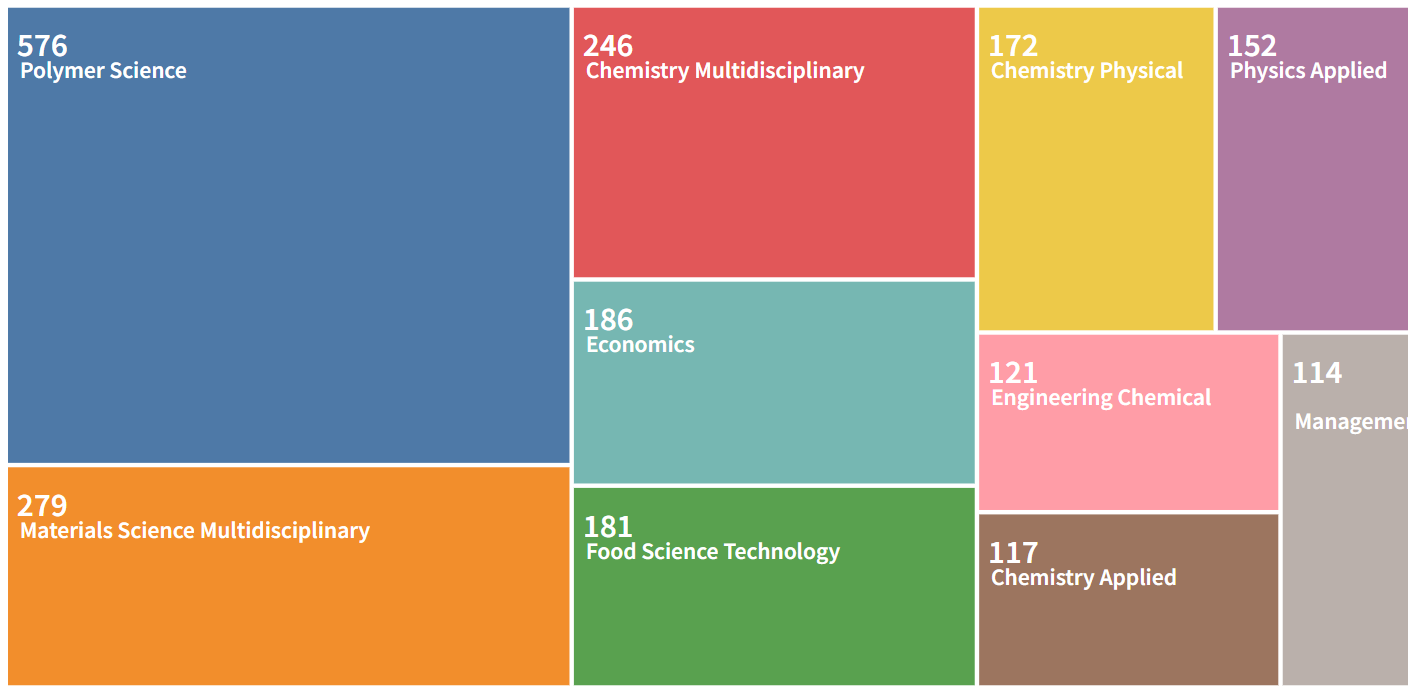 576
Polymer Science
279
Materials Science Multidisciplinary
246
Chemistry Multidisciplinary
186
Economics
181
Food Science Technology
172
Chemistry Physical
152
Physics Applied
121
Engineering Chemical
117
Chemistry Applied
114